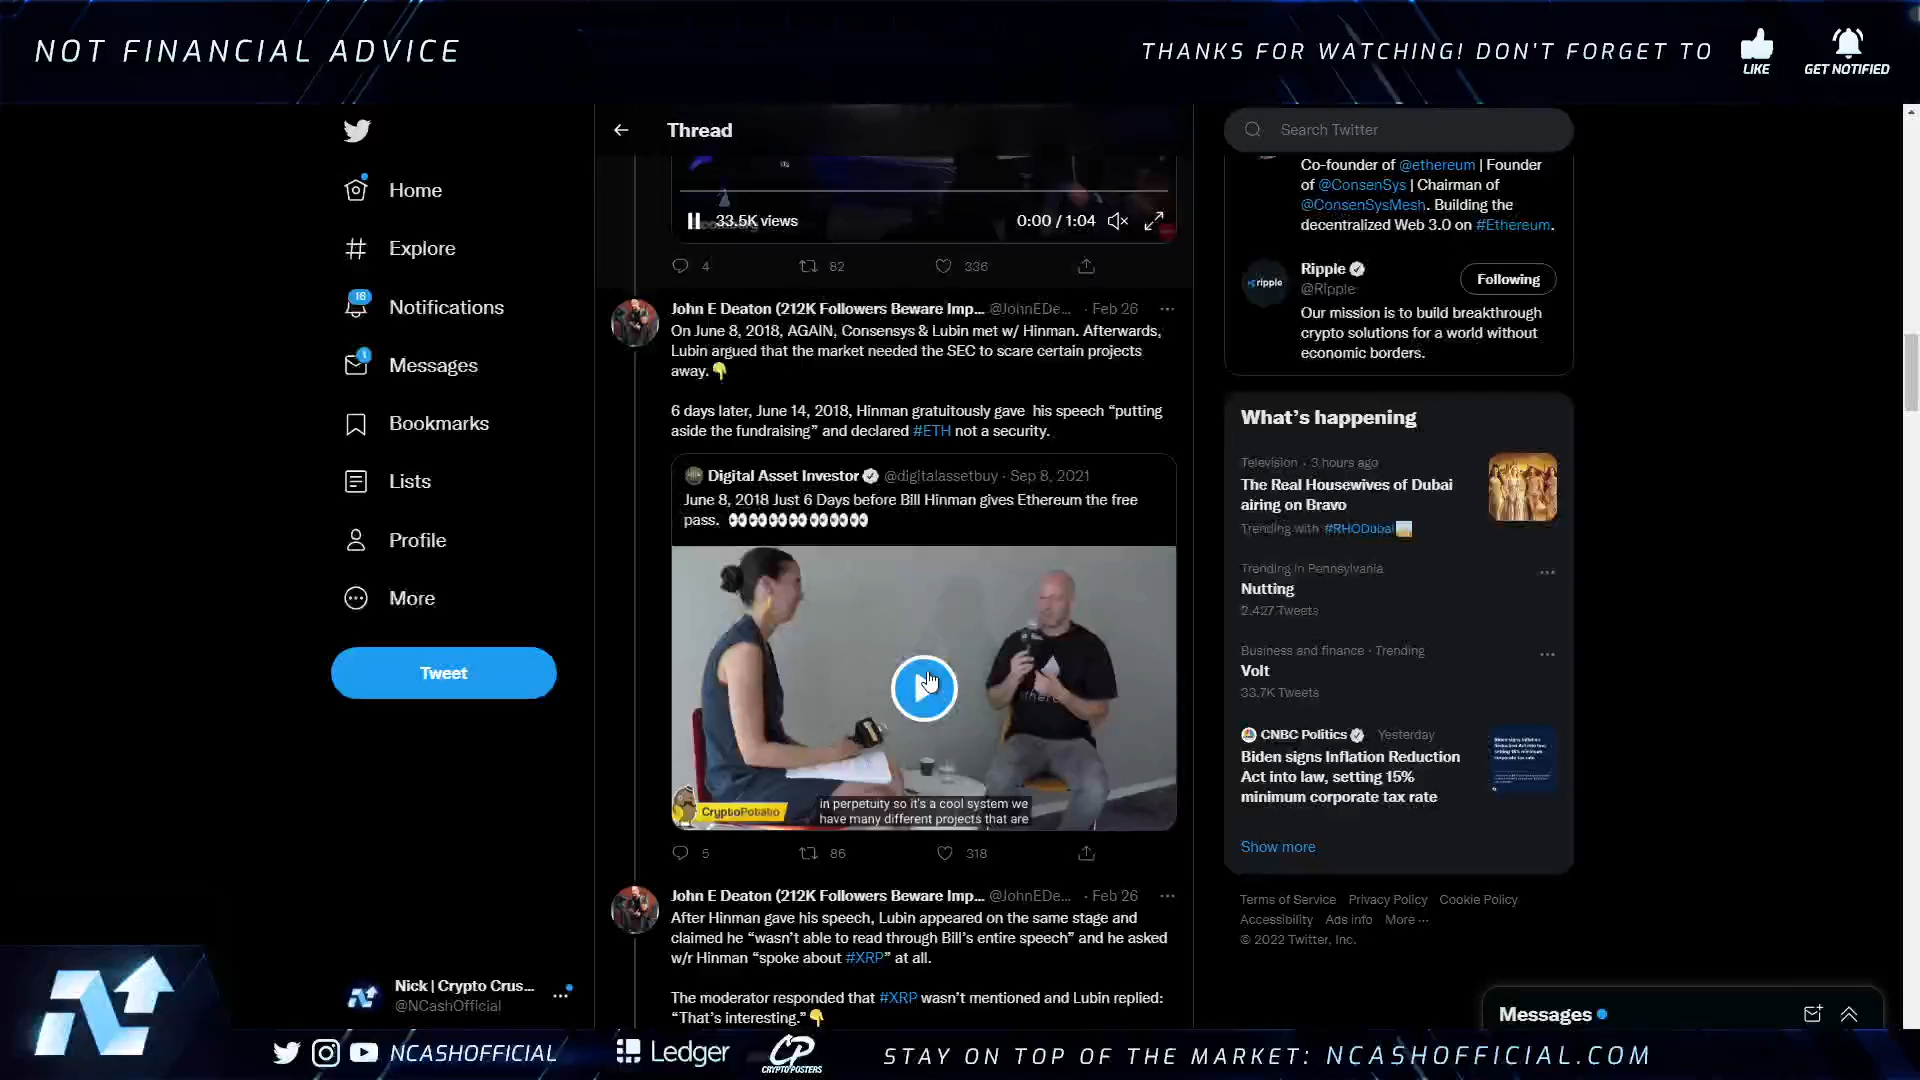 NOT FINANCIAL ADVICE
THANKS FOR WATCHING! DON'T FORGET TO
LIKE
GET NOTIFIED
Home
Explore
16
Notifications
1
Messages
Bookmarks
Lists
Profile
More
Tweet
Nick | Crypto Crus...
@NCashOfficial
Thread
33.5K views
0:00 / 1:04
4 82 336
John E Deaton (212K Followers Beware Imp... @JohnEDe... · Feb 26
On June 8, 2018, AGAIN, Consensys & Lubin met w/ Hinman. Afterwards,
Lubin argued that the market needed the SEC to scare certain projects
away.👇
6 days later, June 14, 2018, Hinman gratuitously gave his speech “putting
aside the fundraising” and declared #ETH not a security.
Digital Asset Investor @digitalassetbuy · Sep 8, 2021
June 8, 2018 Just 6 Days before Bill Hinman gives Ethereum the free
pass. 👀👀👀👀👀👀👀
CryptoPotato
in perpetuity so it's a cool system we
have many different projects that are
5 86 318
John E Deaton (212K Followers Beware Imp... @JohnEDe... · Feb 26
After Hinman gave his speech, Lubin appeared on the same stage and
claimed he “wasn't able to read through Bill's entire speech” and he asked
w/r Hinman “spoke about #XRP” at all.
The moderator responded that #XRP wasn't mentioned and Lubin replied:
“That's interesting.”👇
Search Twitter
Co-founder of @ethereum | Founder
of @ConsenSys | Chairman of
@ConsenSysMesh. Building the
decentralized Web 3.0 on #Ethereum.
ripple
Ripple
@Ripple
Following
Our mission is to build breakthrough
crypto solutions for a world without
economic borders.
What's happening
Television · 3 hours ago
The Real Housewives of Dubai
airing on Bravo
Trending with #RHODubai
Trending in Pennsylvania
Nutting
2,427 Tweets
Business and finance · Trending
Volt
33.7K Tweets
CNBC Politics Yesterday
Biden signs Inflation Reduction
Act into law, setting 15%
minimum corporate tax rate
Show more
Terms of Service Privacy Policy Cookie Policy
Accessibility Ads info More ···
© 2022 Twitter, Inc.
Messages
NCASHOFFICIAL
Ledger
CP
CRYPTOPOSTERS
STAY ON TOP OF THE MARKET: NCASHOFFICIAL.COM